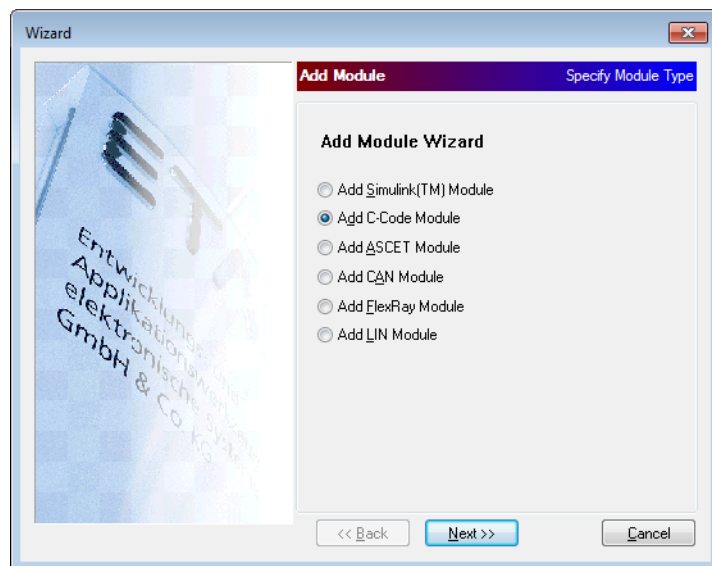 Wizard
Add Module
Specify Module Type
ET
Entwicklungs- und
Applikationswerkzeuge
elektronische Systeme
GmbH & Co. KG
Add Module Wizard
Add Simulink(TM) Module
Add C-Code Module
Add ASCET Module
Add CAN Module
Add FlexRay Module
Add LIN Module
<< Back
Next >>
Cancel